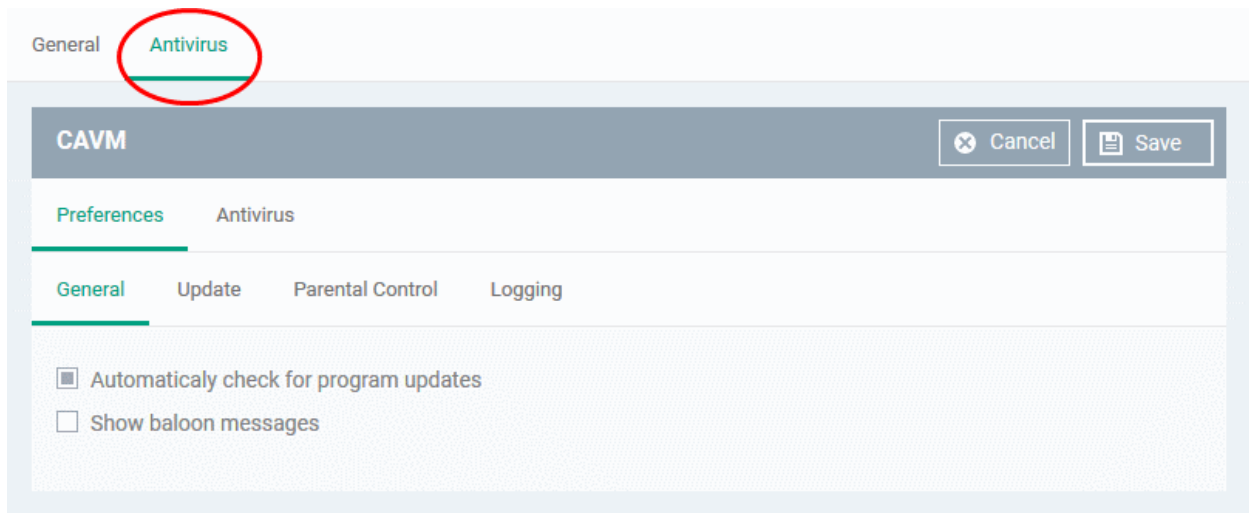 General Antivirus
CAVM Cancel Save
Preferences Antivirus
General Update Parental Control Logging
Automaticaly check for program updates
Show baloon messages